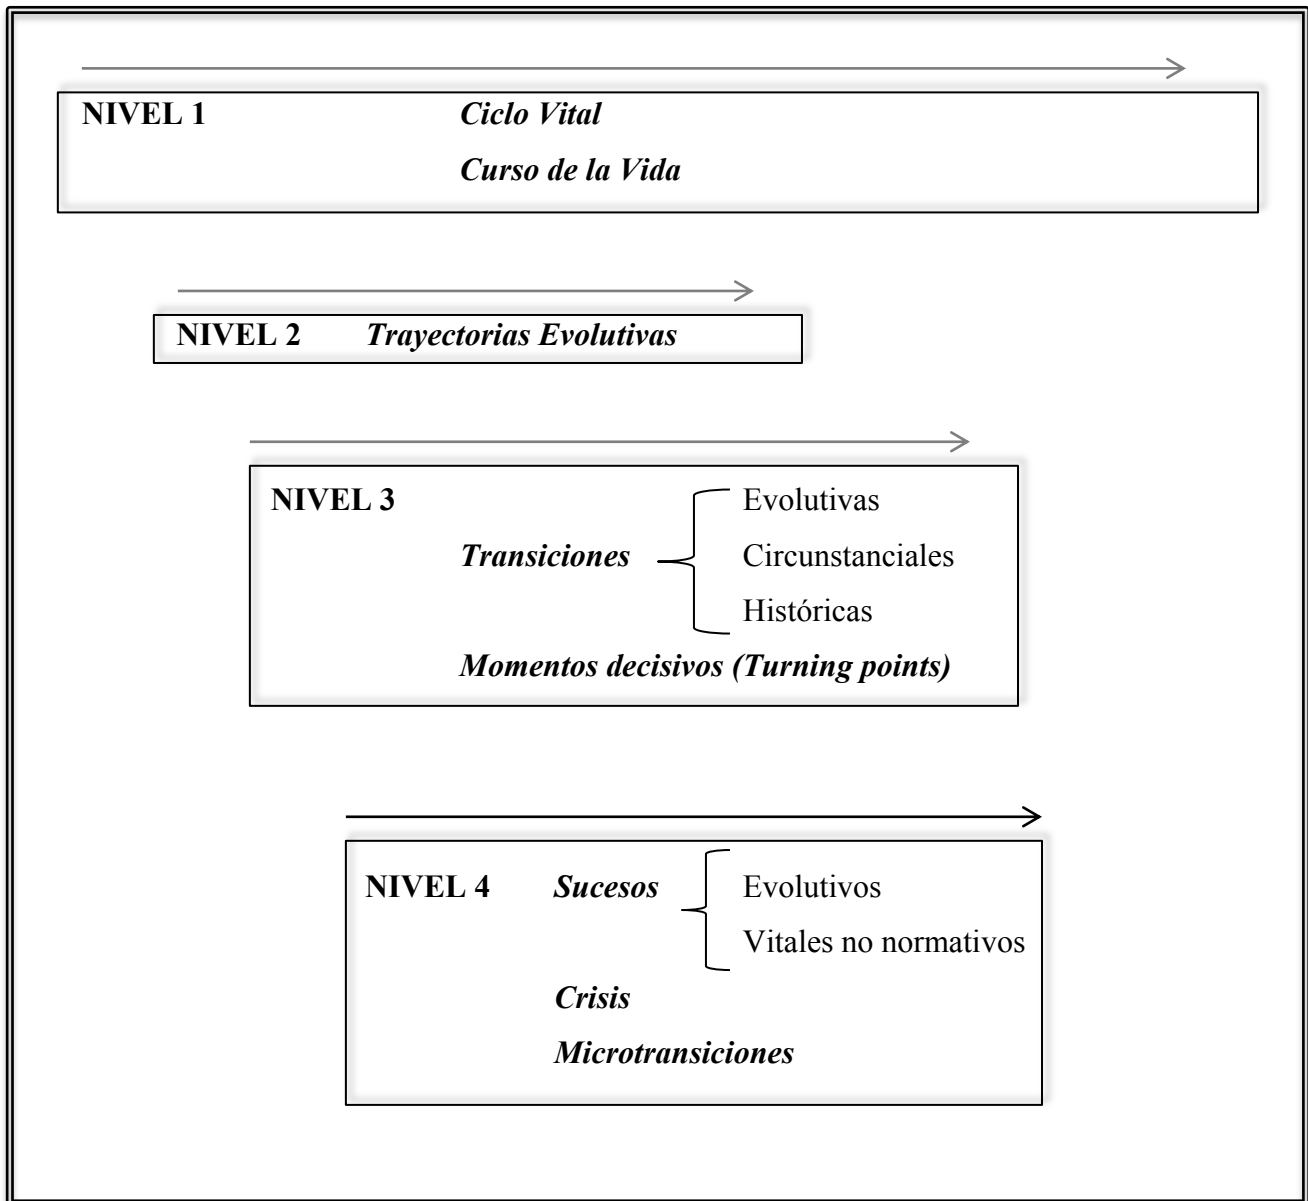 NIVEL 1 Ciclo Vital
Curso de la Vida
NIVEL 2 Trayectorias Evolutivas
NIVEL 3 Evolutivas
Transiciones Circunstanciales
Históricas
Momentos decisivos (Turning points)
NIVEL 4 Sucesos Evolutivos
Vitales no normativos
Crisis
Microtransiciones